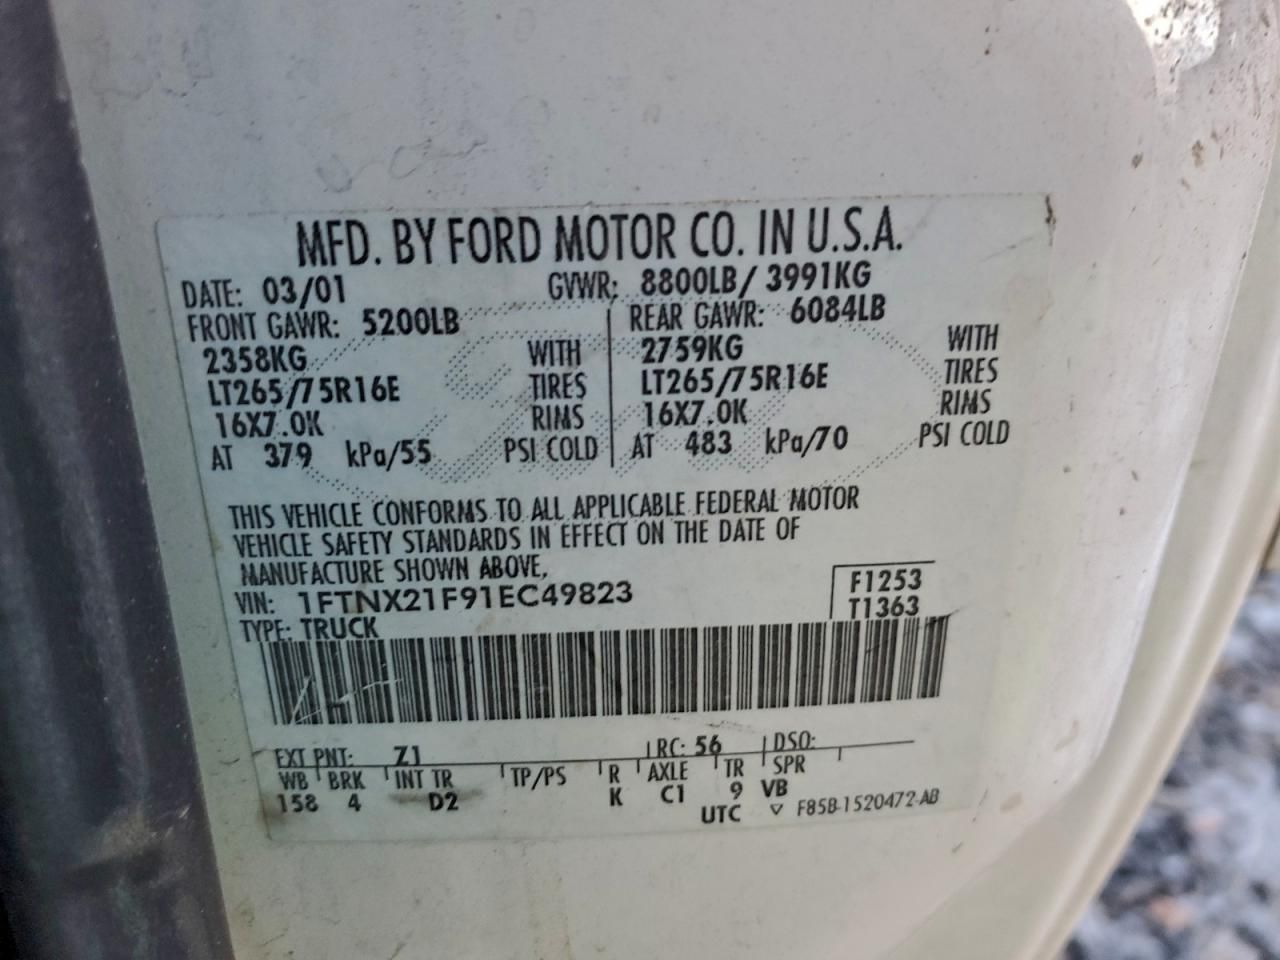 MFD. BY FORD MOTOR CO. IN U.S.A.
DATE: 03/01 GVWR: 8800LB/ 3991KG
FRONT GAWR: 5200LB REAR GAWR: 6084LB
2358KG WITH 2759KG WITH
LT265/75R16E TIRES LT265/75R16E TIRES
16X7.0K RIMS 16X7.0K RIMS
AT 379 kPa/55 PSI COLD AT 483 kPa/70 PSI COLD
THIS VEHICLE CONFORMS TO ALL APPLICABLE FEDERAL MOTOR
VEHICLE SAFETY STANDARDS IN EFFECT ON THE DATE OF
MANUFACTURE SHOWN ABOVE,
VIN: 1FTNX21F91EC49823 F1253
TYPE: TRUCK T1363
EXT PNT: Z1 RC: 56 DSO:
WB BRK INT TR TP/PS R AXLE TR SPR
158 4 D2 K C1 9 VB
UTC ▽ F85B-1520472-AB